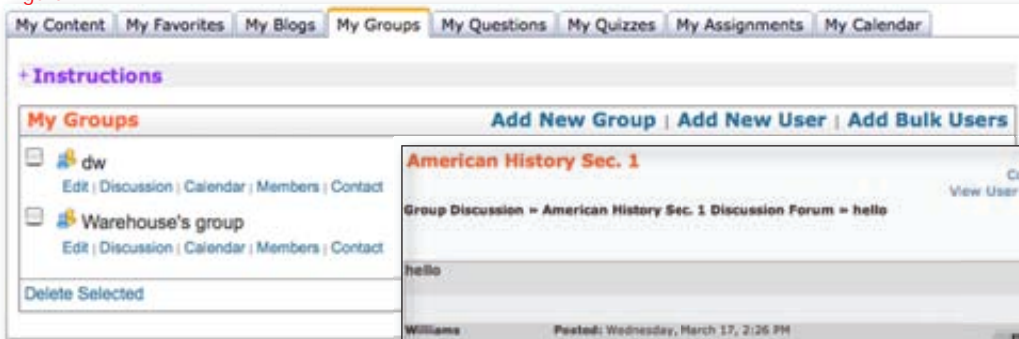 My Content My Favorites My Blogs My Groups My Questions My Quizzes My Assignments My Calendar
+Instructions
My Groups Add New Group | Add New User | Add Bulk Users
dw
Edit | Discussion | Calendar | Members | Contact
Warehouse's group
Edit | Discussion | Calendar | Members | Contact
Delete Selected
American History Sec. 1
View User
Group Discussion » American History Sec. 1 Discussion Forum » hello
hello
Williams Posted: Wednesday, March 17, 2:26 PM